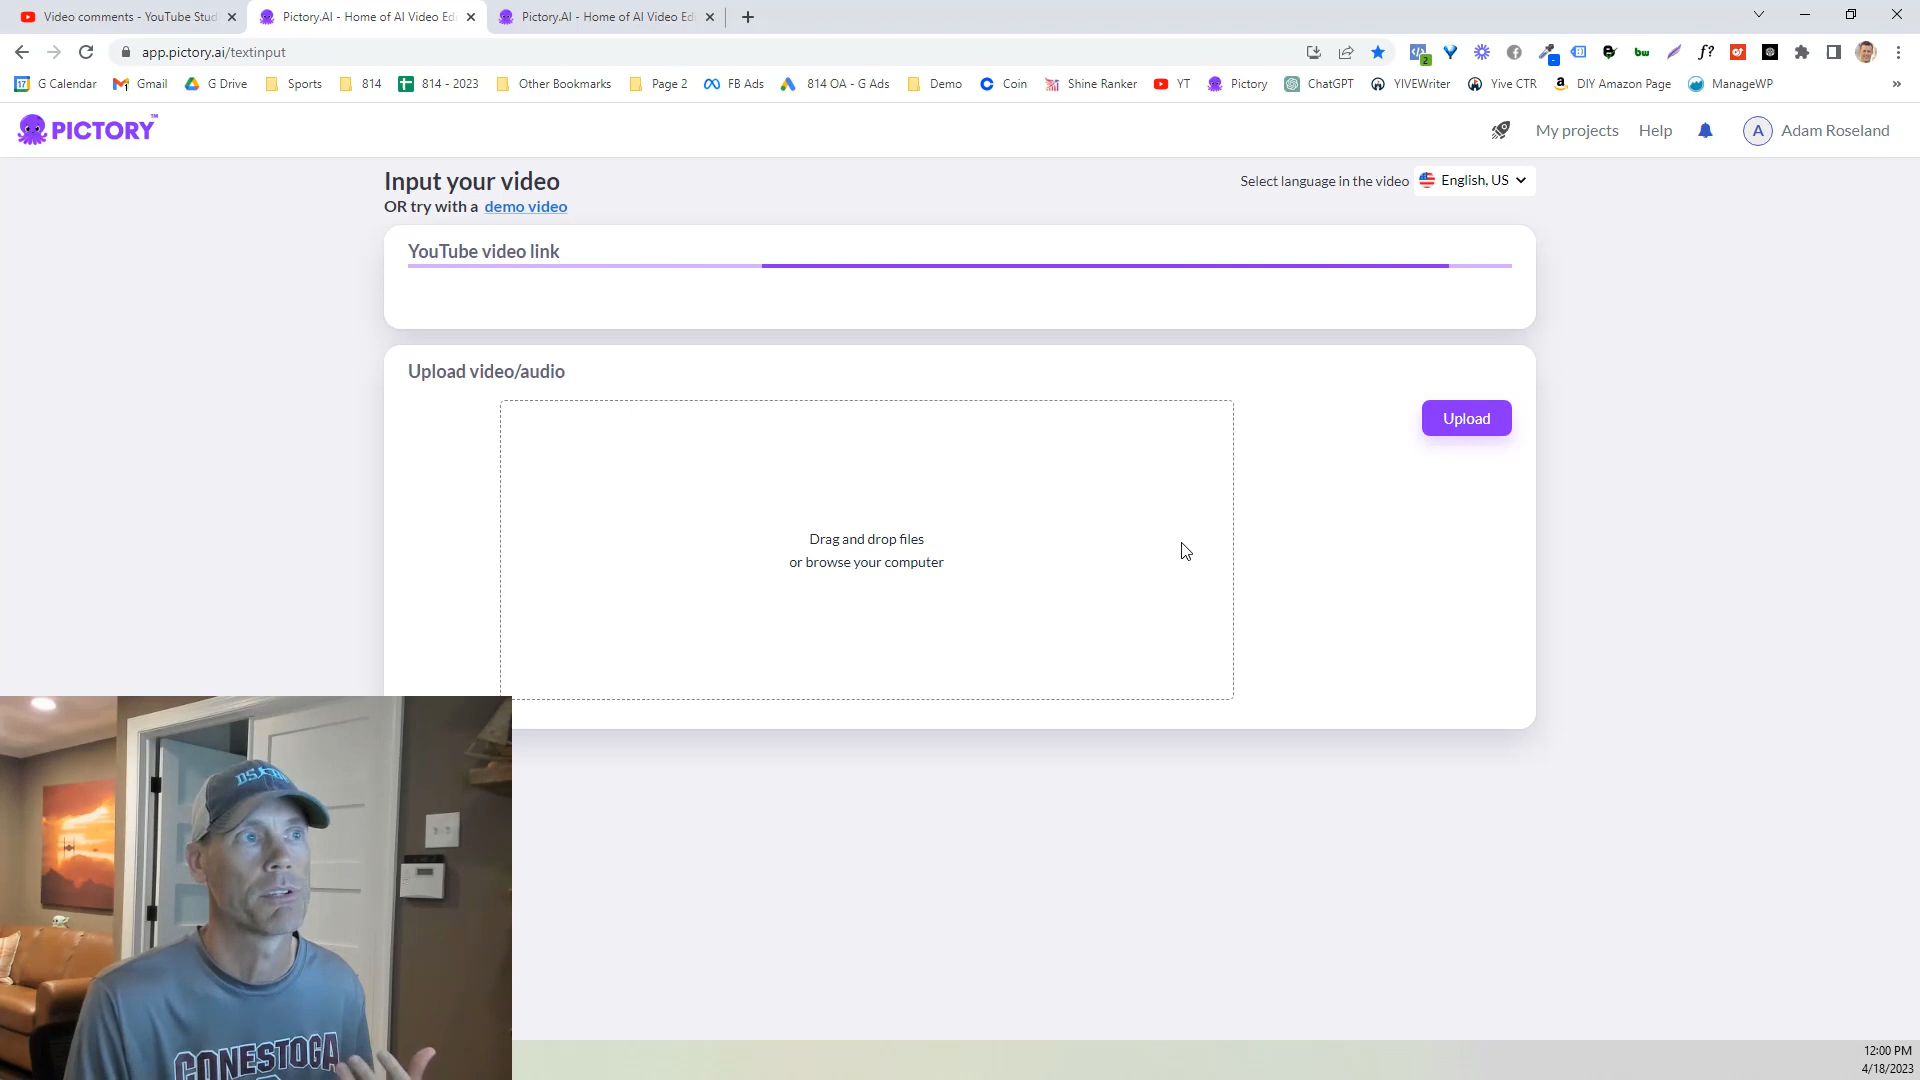 Video comments - YouTube Stud
Pictory.AI - Home of AI Video Edi
Pictory.AI - Home of AI Video Edi
app.pictory.ai/textinput
G Calendar
Gmail
G Drive
Sports
814
814 - 2023
Other Bookmarks
Page 2
FB Ads
814 OA - G Ads
Demo
Coin
Shine Ranker
YT
Pictory
ChatGPT
YIVEWriter
Yive CTR
DIY Amazon Page
ManageWP
PICTORY™
My projects
Help
A
Adam Roseland
Input your video
Select language in the video
English, US
OR try with a demo video
YouTube video link
Upload video/audio
Upload
Drag and drop files
or browse your computer
CONESTOGA
12:00 PM
4/18/2023